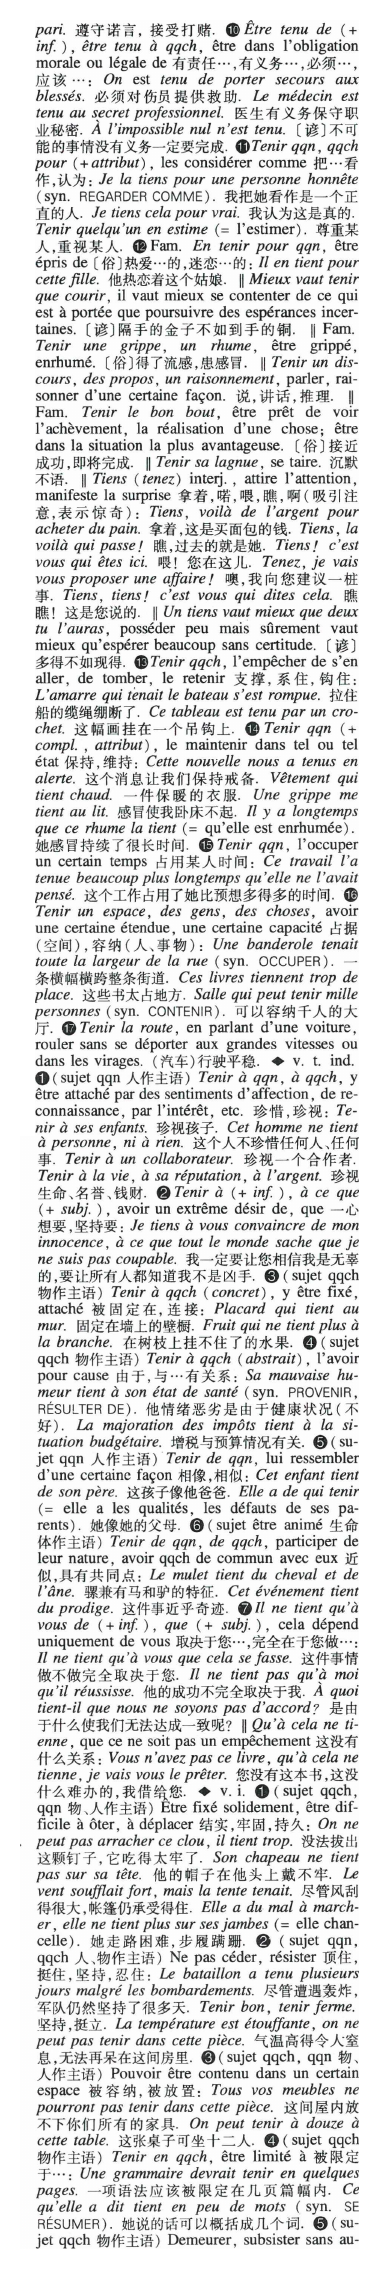 pari. 遵守诺言, 接受打赌. ❿ Être tenu de (+
inf.), être tenu à qqch, être dans l'obligation
morale ou légale de 有责任…,有义务…,必须…,
应该…: On est tenu de porter secours aux
blessés. 必须对伤员提供救助. Le médecin est
tenu au secret professionnel. 医生有义务保守职
业秘密. À l'impossible nul n'est tenu. 〔谚〕不可
能的事情没有义务一定要完成. ⓫ Tenir qqn, qqch
pour (+attribut), les considérer comme 把…看
作,认为: Je la tiens pour une personne honnête
(syn. REGARDER COMME). 我把她看作是一个正
直的人. Je tiens cela pour vrai. 我认为这是真的.
Tenir quelqu'un en estime (= l'estimer). 尊重某
人,重视某人. ⓬ Fam. En tenir pour qqn, être
épris de〔俗〕热爱…的,迷恋…的: Il en tient pour
cette fille. 他热恋着这个姑娘. ‖ Mieux vaut tenir
que courir, il vaut mieux se contenter de ce qui
est à portée que poursuivre des espérances incer-
taines. 〔谚〕隔手的金子不如到手的铜. ‖ Fam.
Tenir une grippe, un rhume, être grippé,
enrhumé. 〔俗〕得了流感,患感冒. ‖ Tenir un dis-
cours, des propos, un raisonnement, parler, rai-
sonner d'une certaine façon. 说,讲话,推理. ‖
Fam. Tenir le bon bout, être prêt de voir
l'achèvement, la réalisation d'une chose; être
dans la situation la plus avantageuse. 〔俗〕接近
成功,即将完成. ‖ Tenir sa lagnue, se taire. 沉默
不语. ‖ Tiens (tenez) interj., attire l'attention,
manifeste la surprise 拿着,喏,喂,瞧,啊(吸引注
意,表示惊奇): Tiens, voilà de l'argent pour
acheter du pain. 拿着,这是买面包的钱. Tiens, la
voilà qui passe! 瞧,过去的就是她. Tiens! c'est
vous qui êtes ici. 喂! 您在这儿. Tenez, je vais
vous proposer une affaire! 噢,我向您建议一桩
事. Tiens, tiens! c'est vous qui dites cela. 瞧
瞧! 这是您说的. ‖ Un tiens vaut mieux que deux
tu l'auras, posséder peu mais sûrement vaut
mieux qu'espérer beaucoup sans certitude. 〔谚〕
多得不如现得. ⓭ Tenir qqch, l'empêcher de s'en
aller, de tomber, le retenir 支撑,系住,钩住:
L'amarre qui tenait le bateau s'est rompue. 拉住
船的缆绳绷断了. Ce tableau est tenu par un cro-
chet. 这幅画挂在一个吊钩上. ⓮ Tenir qqn (+
compl., attribut), le maintenir dans tel ou tel
état 保持,维持: Cette nouvelle nous a tenus en
alerte. 这个消息让我们保持戒备. Vêtement qui
tient chaud. 一件保暖的衣服. Une grippe me
tient au lit. 感冒使我卧床不起. Il y a longtemps
que ce rhume la tient (= qu'elle est enrhumée).
她感冒持续了很长时间. ⓯ Tenir qqn, l'occuper
un certain temps 占用某人时间: Ce travail l'a
tenue beaucoup plus longtemps qu'elle ne l'avait
pensé. 这个工作占用了她比预想多得多的时间. ⓰
Tenir un espace, des gens, des choses, avoir
une certaine étendue, une certaine capacité 占据
(空间),容纳(人、事物): Une banderole tenait
toute la largeur de la rue (syn. OCCUPER). 一
条横幅横跨整条街道. Ces livres tiennent trop de
place. 这些书太占地方. Salle qui peut tenir mille
personnes (syn. CONTENIR). 可以容纳千人的大
厅. ⓱ Tenir la route, en parlant d'une voiture,
rouler sans se déporter aux grandes vitesses ou
dans les virages. (汽车)行驶平稳. ◆ v. t. ind.
❶ (sujet qqn 人作主语) Tenir à qqn, à qqch, y
être attaché par des sentiments d'affection, de re-
connaissance, par l'intérêt, etc. 珍惜,珍视: Te-
nir à ses enfants. 珍视孩子. Cet homme ne tient
à personne, ni à rien. 这个人不珍惜任何人、任何
事. Tenir à un collaborateur. 珍视一个合作者.
Tenir à la vie, à sa réputation, à l'argent. 珍视
生命、名誉、钱财. ❷ Tenir à (+ inf.), à ce que
(+ subj.), avoir un extrême désir de, que 一心
想要,坚持要: Je tiens à vous convaincre de mon
innocence, à ce que tout le monde sache que je
ne suis pas coupable. 我一定要让您相信我是无辜
的,要让所有人都知道我不是凶手. ❸ (sujet qqch
物作主语) Tenir à qqch (concret), y être fixé,
attaché 被固定在,连接: Placard qui tient au
mur. 固定在墙上的壁橱. Fruit qui ne tient plus à
la branche. 在树枝上挂不住了的水果. ❹ (sujet
qqch 物作主语) Tenir à qqch (abstrait), l'avoir
pour cause 由于,与…有关系: Sa mauvaise hu-
meur tient à son état de santé (syn. PROVENIR,
RÉSULTER DE). 他情绪恶劣是由于健康状况(不
好). La majoration des impôts tient à la si-
tuation budgétaire. 增税与预算情况有关. ❺ (su-
jet qqn 人作主语) Tenir de qqn, lui ressembler
d'une certaine façon 相像,相似: Cet enfant tient
de son père. 这孩子像他爸爸. Elle a de qui tenir
(= elle a les qualités, les défauts de ses pa-
rents). 她像她的父母. ❻ (sujet être animé 生命
体作主语) Tenir de qqn, de qqch, participer de
leur nature, avoir qqch de commun avec eux 近
似,具有共同点: Le mulet tient du cheval et de
l'âne. 骡兼有马和驴的特征. Cet événement tient
du prodige. 这件事近乎奇迹. ❼ Il ne tient qu'à
vous de (+inf.), que (+ subj.), cela dépend
uniquement de vous 取决于您…,完全在于您做…:
Il ne tient qu'à vous que cela se fasse. 这件事情
做不做完全取决于您. Il ne tient pas qu'à moi
qu'il réussisse. 他的成功不完全取决于我. À quoi
tient-il que nous ne soyons pas d'accord? 是由
于什么使我们无法达成一致呢? ‖ Qu'à cela ne ti-
enne, que ce ne soit pas un empêchement 这没有
什么关系: Vous n'avez pas ce livre, qu'à cela ne
tienne, je vais vous le prêter. 您没有这本书,这没
什么难办的,我借给您. ◆ v. i. ❶ (sujet qqch,
qqn 物、人作主语) Être fixé solidement, être dif-
ficile à ôter, à déplacer 结实,牢固,持久: On ne
peut pas arracher ce clou, il tient trop. 没法拔出
这颗钉子,它吃得太牢了. Son chapeau ne tient
pas sur sa tête. 他的帽子在他头上戴不牢. Le
vent soufflait fort, mais la tente tenait. 尽管风刮
得很大,帐篷仍承受得住. Elle a du mal à march-
er, elle ne tient plus sur ses jambes (= elle chan-
celle). 她走路困难,步履蹒跚. ❷ (sujet qqn,
qqch 人、物作主语) Ne pas céder, résister 顶住,
挺住,坚持,忍住: Le bataillon a tenu plusieurs
jours malgré les bombardements. 尽管遭遇轰炸,
军队仍然坚持了很多天. Tenir bon, tenir ferme.
坚持,挺立. La température est étouffante, on ne
peut pas tenir dans cette pièce. 气温高得令人窒
息,无法再呆在这间房里. ❸ (sujet qqch, qqn 物、
人作主语) Pouvoir être contenu dans un certain
espace 被容纳,被放置: Tous vos meubles ne
pourront pas tenir dans cette pièce. 这间屋内放
不下你们所有的家具. On peut tenir à douze à
cette table. 这张桌子可坐十二人. ❹ (sujet qqch
物作主语) Tenir en qqch, être limité à 被限定
于…: Une grammaire devrait tenir en quelques
pages. 一项语法应该被限定在几页篇幅内. Ce
qu'elle a dit tient en peu de mots (syn. SE
RÉSUMER). 她说的话可以概括成几个词. ❺ (su-
jet qqch 物作主语) Demeurer, subsister sans au-